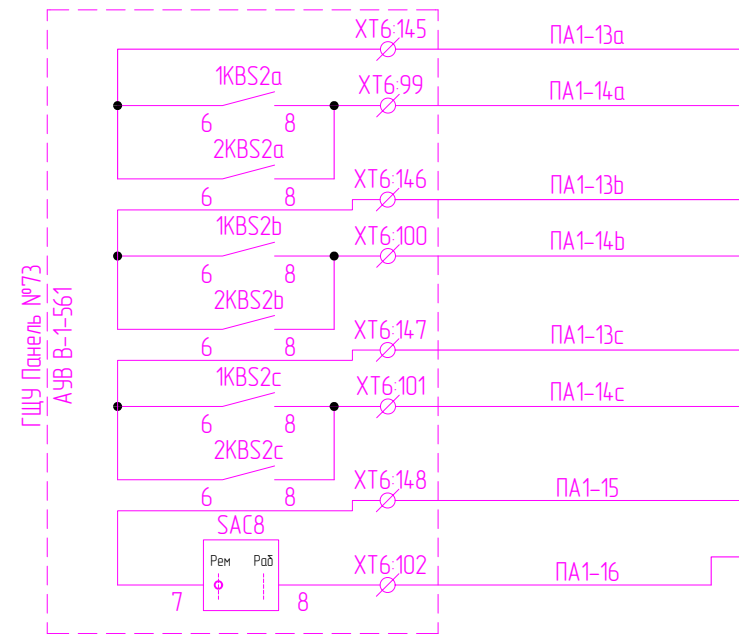 ХТ6:145
ПА1-13а
1KBS2a
ХТ6:99
ПА1-14а
6
8
2KBS2a
6
8
ХТ6:146
ПА1-13b
1KBS2b
ХТ6:100
ПА1-14b
6
8
2KBS2b
6
8
ХТ6:147
ПА1-13с
1KBS2c
ХТ6:101
ПА1-14с
6
8
2KBS2c
6
8
ХТ6:148
ПА1-15
SAC8
Рем Раб
7
8
ХТ6:102
ПА1-16
ГЩУ Панель №73
АУВ В-1-561